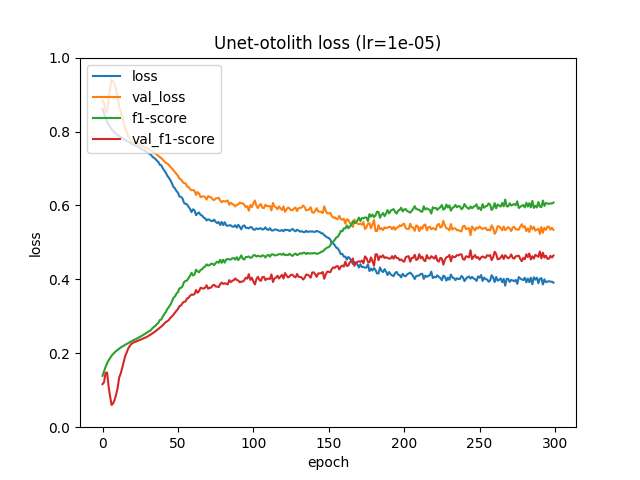 Unet-otolith loss (lr=1e-05)
loss
val_loss
f1-score
val_f1-score
1.0
0.8
0.6
0.4
0.2
0.0
loss
0 50 100 150 200 250 300
epoch